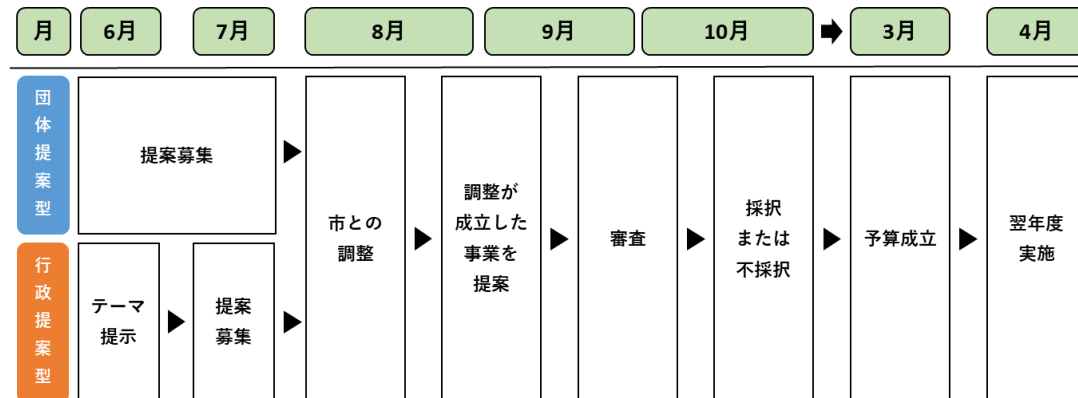 月
6月
7月
8月
9月
10月
3月
4月
団体提案型
提案募集
行政提案型
テーマ
提示
提案
募集
市との
調整
調整が
成立した
事業を
提案
審査
採択
または
不採択
予算成立
翌年度
実施